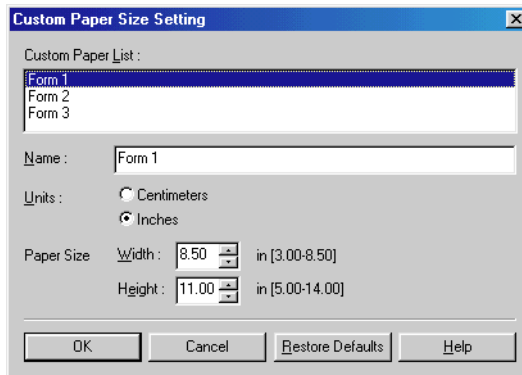 Custom Paper Size Setting
Custom Paper List :
Form 1
Form 2
Form 3
Name : Form 1
Units : Centimeters
Inches
Paper Size Width : 8.50 in [3.00-8.50]
Height : 11.00 in [5.00-14.00]
OK Cancel Restore Defaults Help